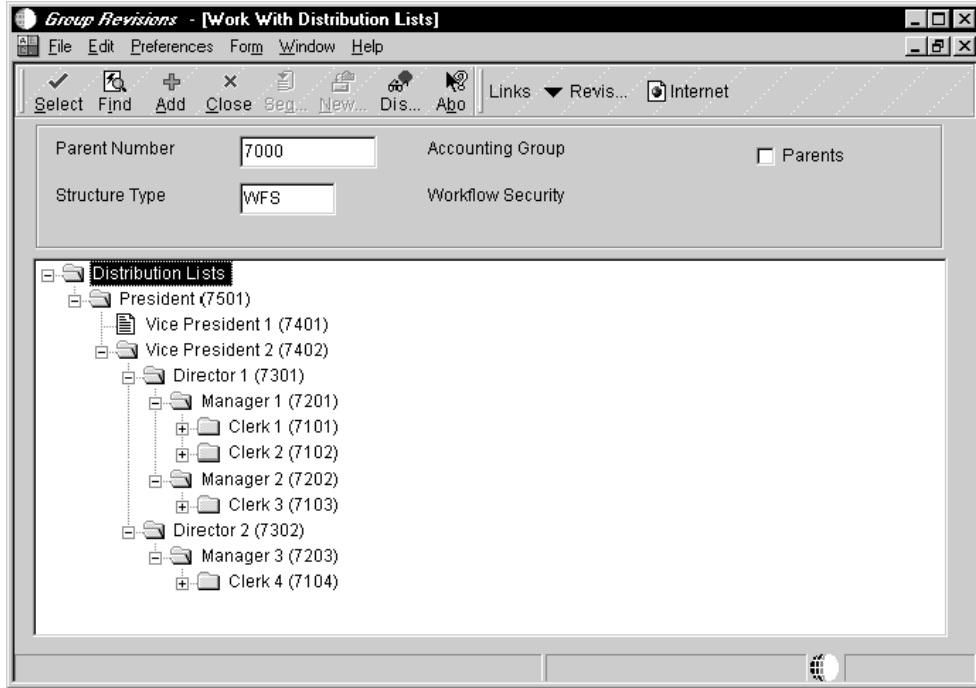 Group Revisions - [Work With Distribution Lists]
File Edit Preferences Form Window Help
Select Find Add Close Seq... New... Dis... Abo Links Revis... Internet
Parent Number 7000 Accounting Group Parents
Structure Type WFS Workflow Security
Distribution Lists
President (7501)
Vice President 1 (7401)
Vice President 2 (7402)
Director 1 (7301)
Manager 1 (7201)
Clerk 1 (7101)
Clerk 2 (7102)
Manager 2 (7202)
Clerk 3 (7103)
Director 2 (7302)
Manager 3 (7203)
Clerk 4 (7104)